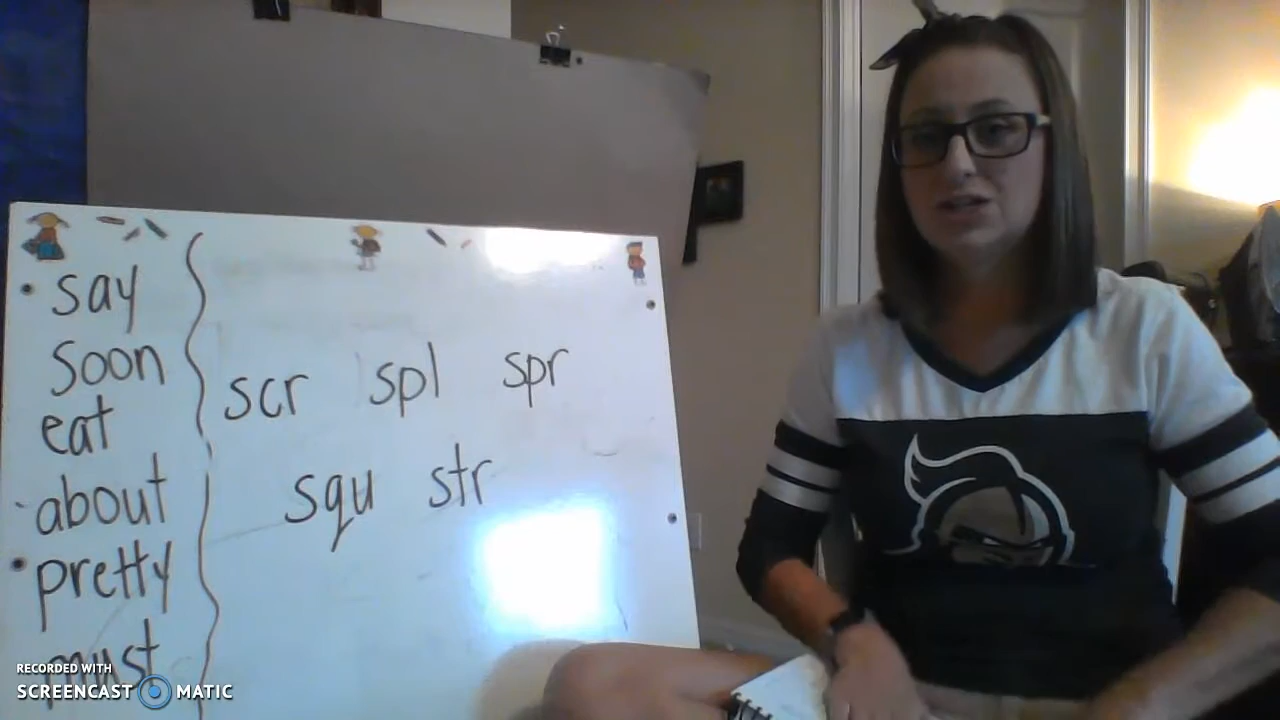 say
soon
eat
about
pretty
must
scr spl spr
squ str
RECORDED WITH
SCREENCAST MATIC